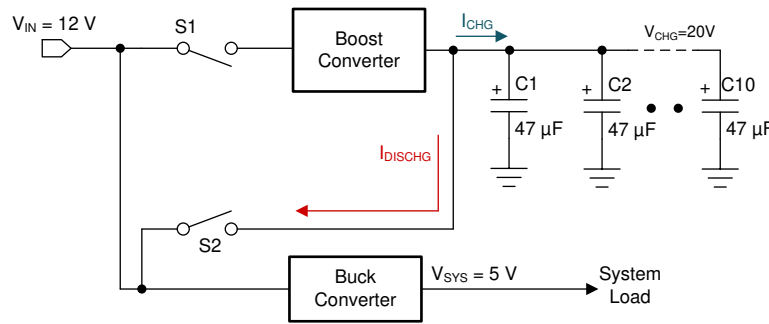 V_IN = 12 V
S1
Boost
Converter
I_CHG
V_CHG=20V
+ C1
47 µF
+ C2
47 µF
+ C10
47 µF
I_DISCHG
S2
Buck
Converter
V_SYS = 5 V
System
Load